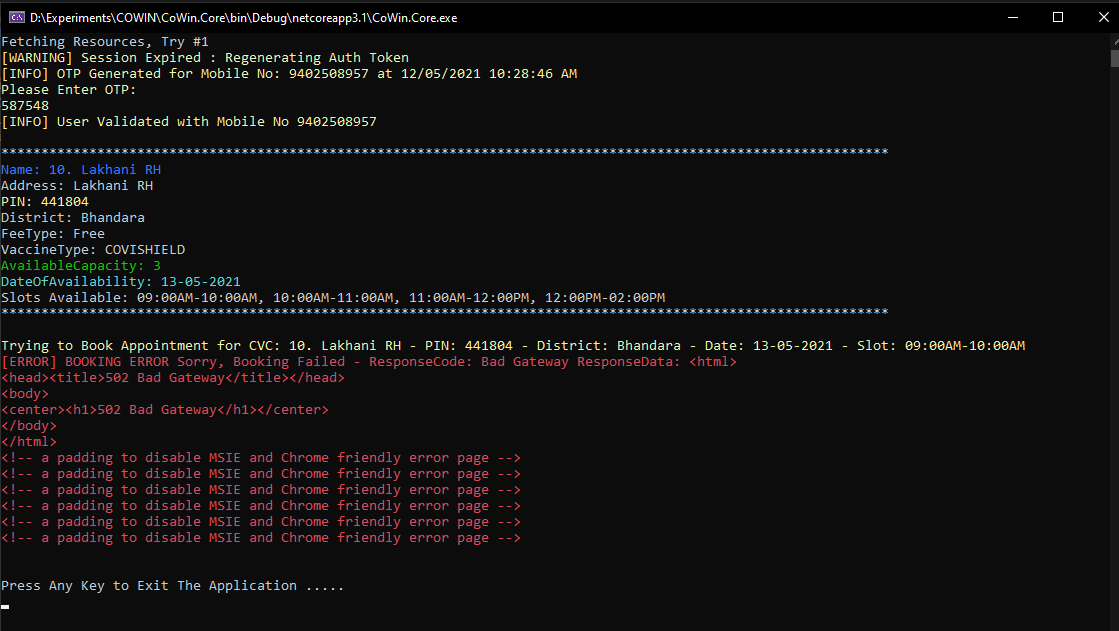 D:\Experiments\COWIN\CoWin.Core\bin\Debug\netcoreapp3.1\CoWin.Core.exe
Fetching Resources, Try #1
[WARNING] Session Expired : Regenerating Auth Token
[INFO] OTP Generated for Mobile No: 9402508957 at 12/05/2021 10:28:46 AM
Please Enter OTP:
587548
[INFO] User Validated with Mobile No 9402508957
***************************************************************************************************************
Name: 10. Lakhani RH
Address: Lakhani RH
PIN: 441804
District: Bhandara
FeeType: Free
VaccineType: COVISHIELD
AvailableCapacity: 3
DateOfAvailability: 13-05-2021
Slots Available: 09:00AM-10:00AM, 10:00AM-11:00AM, 11:00AM-12:00PM, 12:00PM-02:00PM
***************************************************************************************************************
Trying to Book Appointment for CVC: 10. Lakhani RH - PIN: 441804 - District: Bhandara - Date: 13-05-2021 - Slot: 09:00AM-10:00AM
[ERROR] BOOKING ERROR Sorry, Booking Failed - ResponseCode: Bad Gateway ResponseData: <html>
<head><title>502 Bad Gateway</title></head>
<body>
<center><h1>502 Bad Gateway</h1></center>
</body>
</html>
<!-- a padding to disable MSIE and Chrome friendly error page -->
<!-- a padding to disable MSIE and Chrome friendly error page -->
<!-- a padding to disable MSIE and Chrome friendly error page -->
<!-- a padding to disable MSIE and Chrome friendly error page -->
<!-- a padding to disable MSIE and Chrome friendly error page -->
<!-- a padding to disable MSIE and Chrome friendly error page -->
Press Any Key to Exit The Application .....